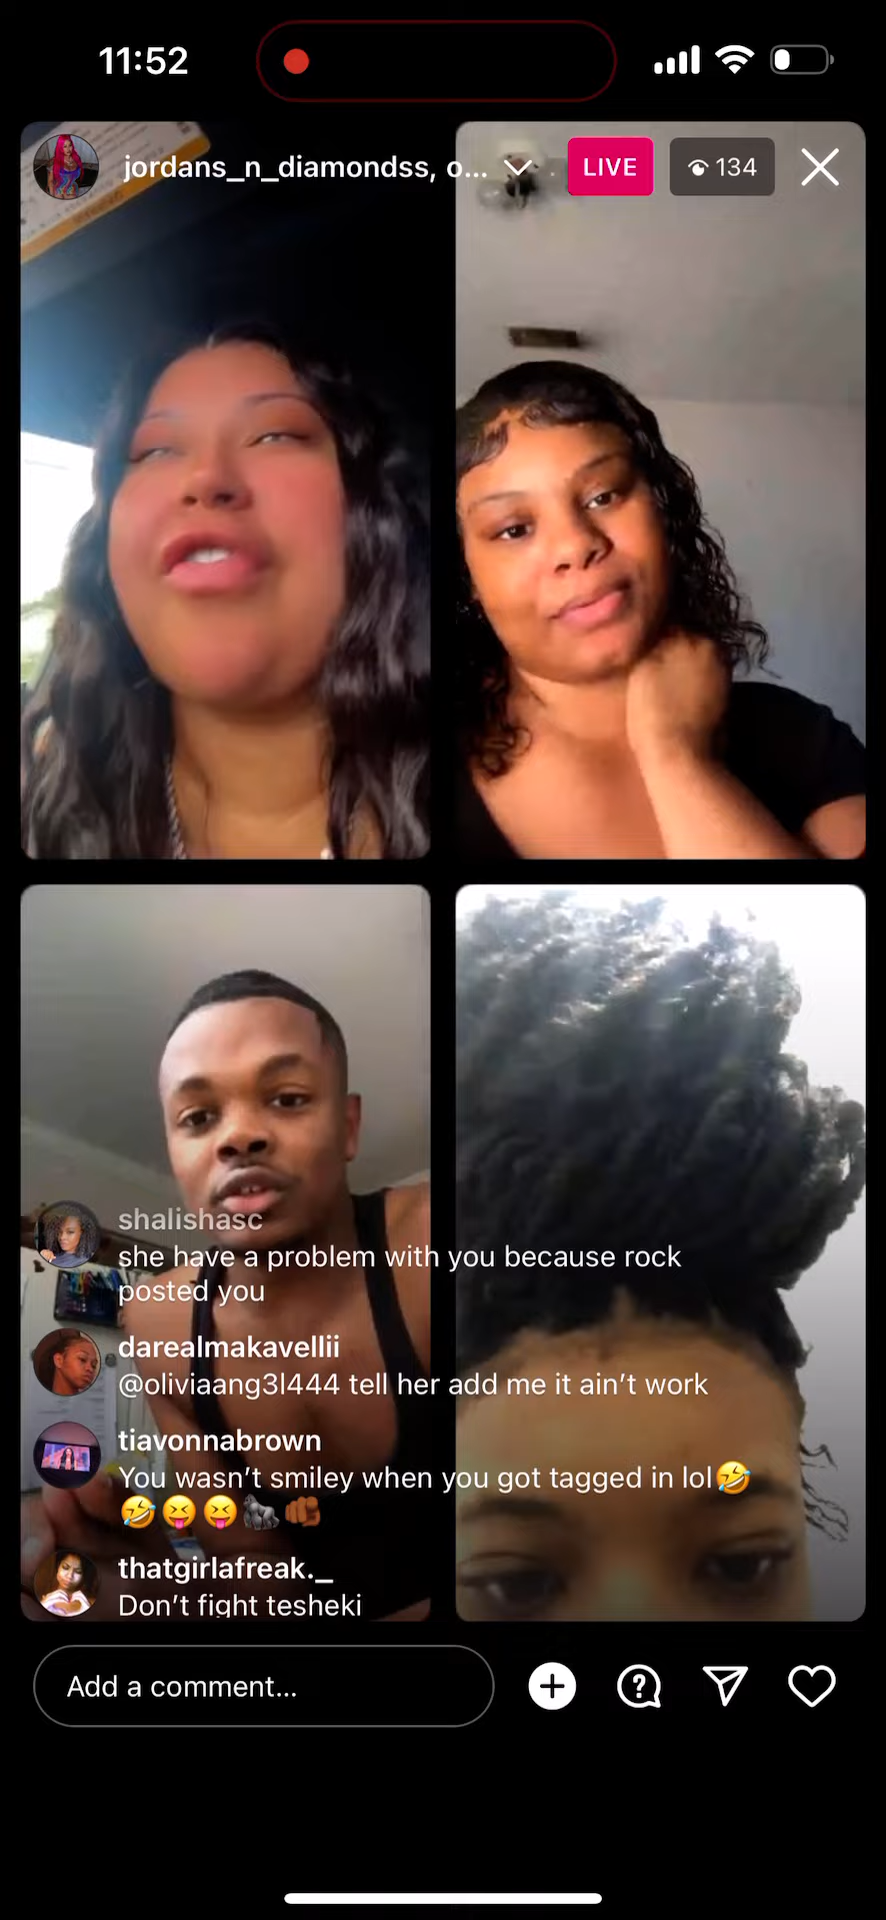 11:52
jordans_n_diamondss, o...
LIVE
134
shalishasc
she have a problem with you because rock
posted you
darealmakavellii
@oliviaang3l444 tell her add me it ain't work
tiavonnabrown
You wasn't smiley when you got tagged in lol🤣
🤣😝😝🦍🫵🏾
thatgirlafreak._
Don't fight tesheki
Add a comment...